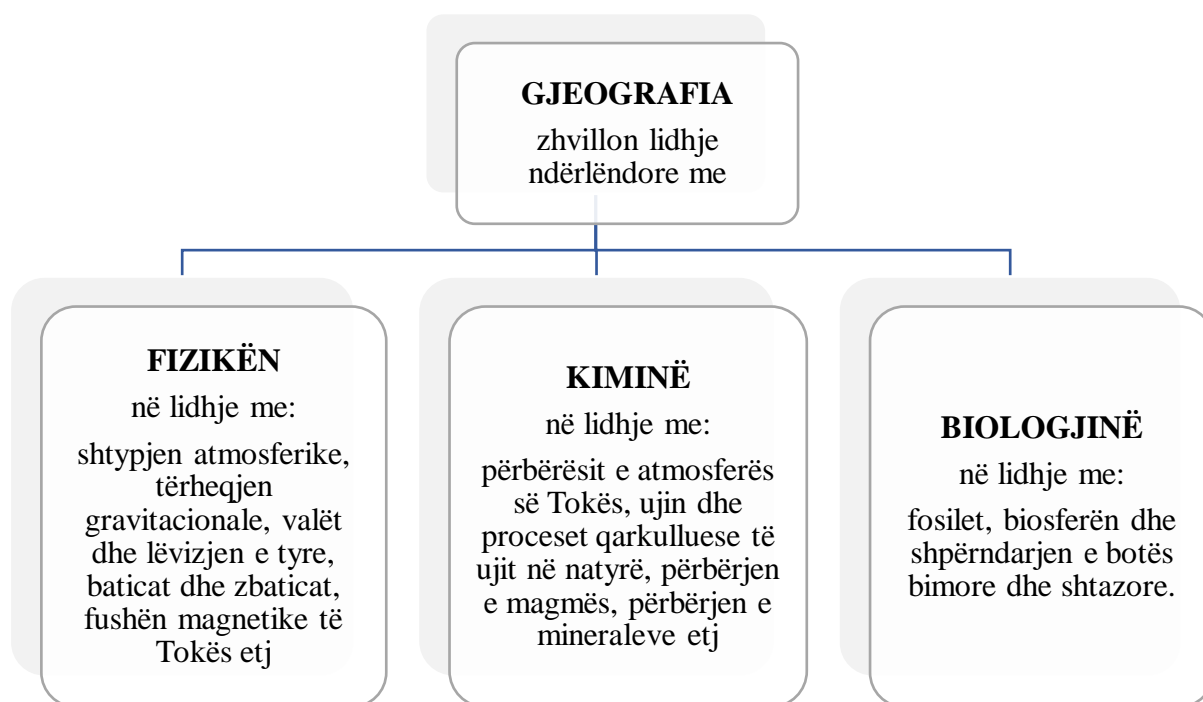 GJEOGRAFIA
zhvillon lidhje
ndërlëndore me
FIZIKËN
në lidhje me:
shtypjen atmosferike,
tërheqjen
gravitacionale, valët
dhe lëvizjen e tyre,
baticat dhe zbaticat,
fushën magnetike të
Tokës etj
KIMINË
në lidhje me:
përbërësit e atmosferës
së Tokës, ujin dhe
proceset qarkulluese të
ujit në natyrë, përbërjen
e magmës, përbërjen e
mineraleve etj
BIOLOGJINË
në lidhje me:
fosilet, biosferën dhe
shpërndarjen e botës
bimore dhe shtazore.